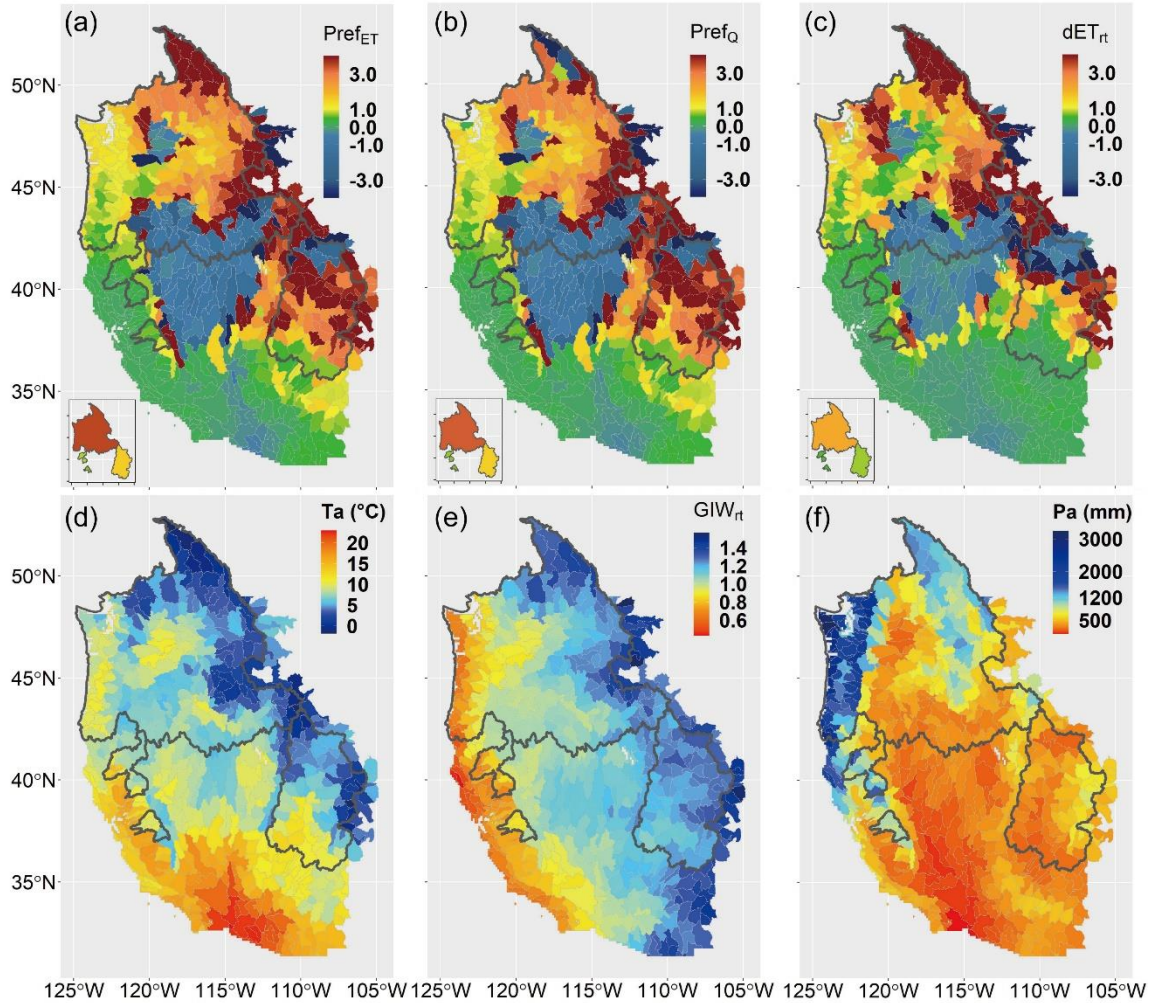 (a) Pref_ET
3.0
1.0
0.0
-1.0
-3.0
(b) Pref_Q
3.0
1.0
0.0
-1.0
-3.0
(c) dET_rt
3.0
1.0
0.0
-1.0
-3.0
50°N
45°N
40°N
35°N
(d) Ta (°C)
20
15
10
5
0
(e) GIW_rt
1.4
1.2
1.0
0.8
0.6
(f) Pa (mm)
3000
2000
1200
500
50°N
45°N
40°N
35°N
125°W 120°W 115°W 110°W 105°W
125°W 120°W 115°W 110°W 105°W
125°W 120°W 115°W 110°W 105°W